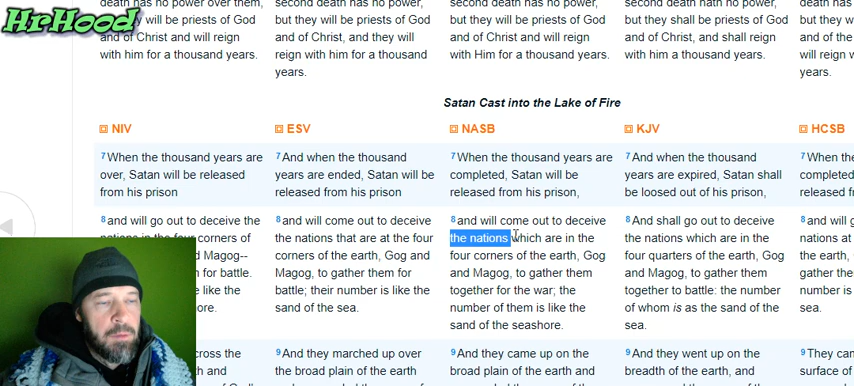 HrHood
death has no power over them,
they will be priests of God
and of Christ and will reign
with him for a thousand years.
second death has no power,
but they will be priests of God
and of Christ, and they will
reign with him for a thousand
years.
second death has no power,
but they will be priests of God
and of Christ and will reign
with Him for a thousand years.
second death hath no power,
but they shall be priests of God
and of Christ, and shall reign
with him a thousand years.
second
but they w
and of
will reign
years.
Satan Cast into the Lake of Fire
NIV
ESV
NASB
KJV
HCSB
7 When the thousand years are
over, Satan will be released
from his prison
7 And when the thousand
years are ended, Satan will be
released from his prison
7 When the thousand years are
completed, Satan will be
released from his prison,
7 And when the thousand
years are expired, Satan shall
be loosed out of his prison,
7 When the
completed
released f
8 and will go out to deceive the
nations in the four corners of
d Magog--
for battle.
like the
ore.
8 and will come out to deceive
the nations that are at the four
corners of the earth, Gog and
Magog, to gather them for
battle; their number is like the
sand of the sea.
8 and will come out to deceive
the nations which are in the
four corners of the earth, Gog
and Magog, to gather them
together for the war; the
number of them is like the
sand of the seashore.
8 And shall go out to deceive
the nations which are in the
four quarters of the earth, Gog
and Magog, to gather them
together to battle: the number
of whom is as the sand of the
sea.
8 and will g
nations at
the earth,
gather the
number is
sea.
cross the
and
9 And they marched up over
the broad plain of the earth
9 And they came up on the
broad plain of the earth and
9 And they went up on the
breadth of the earth, and
9 They cam
surface of